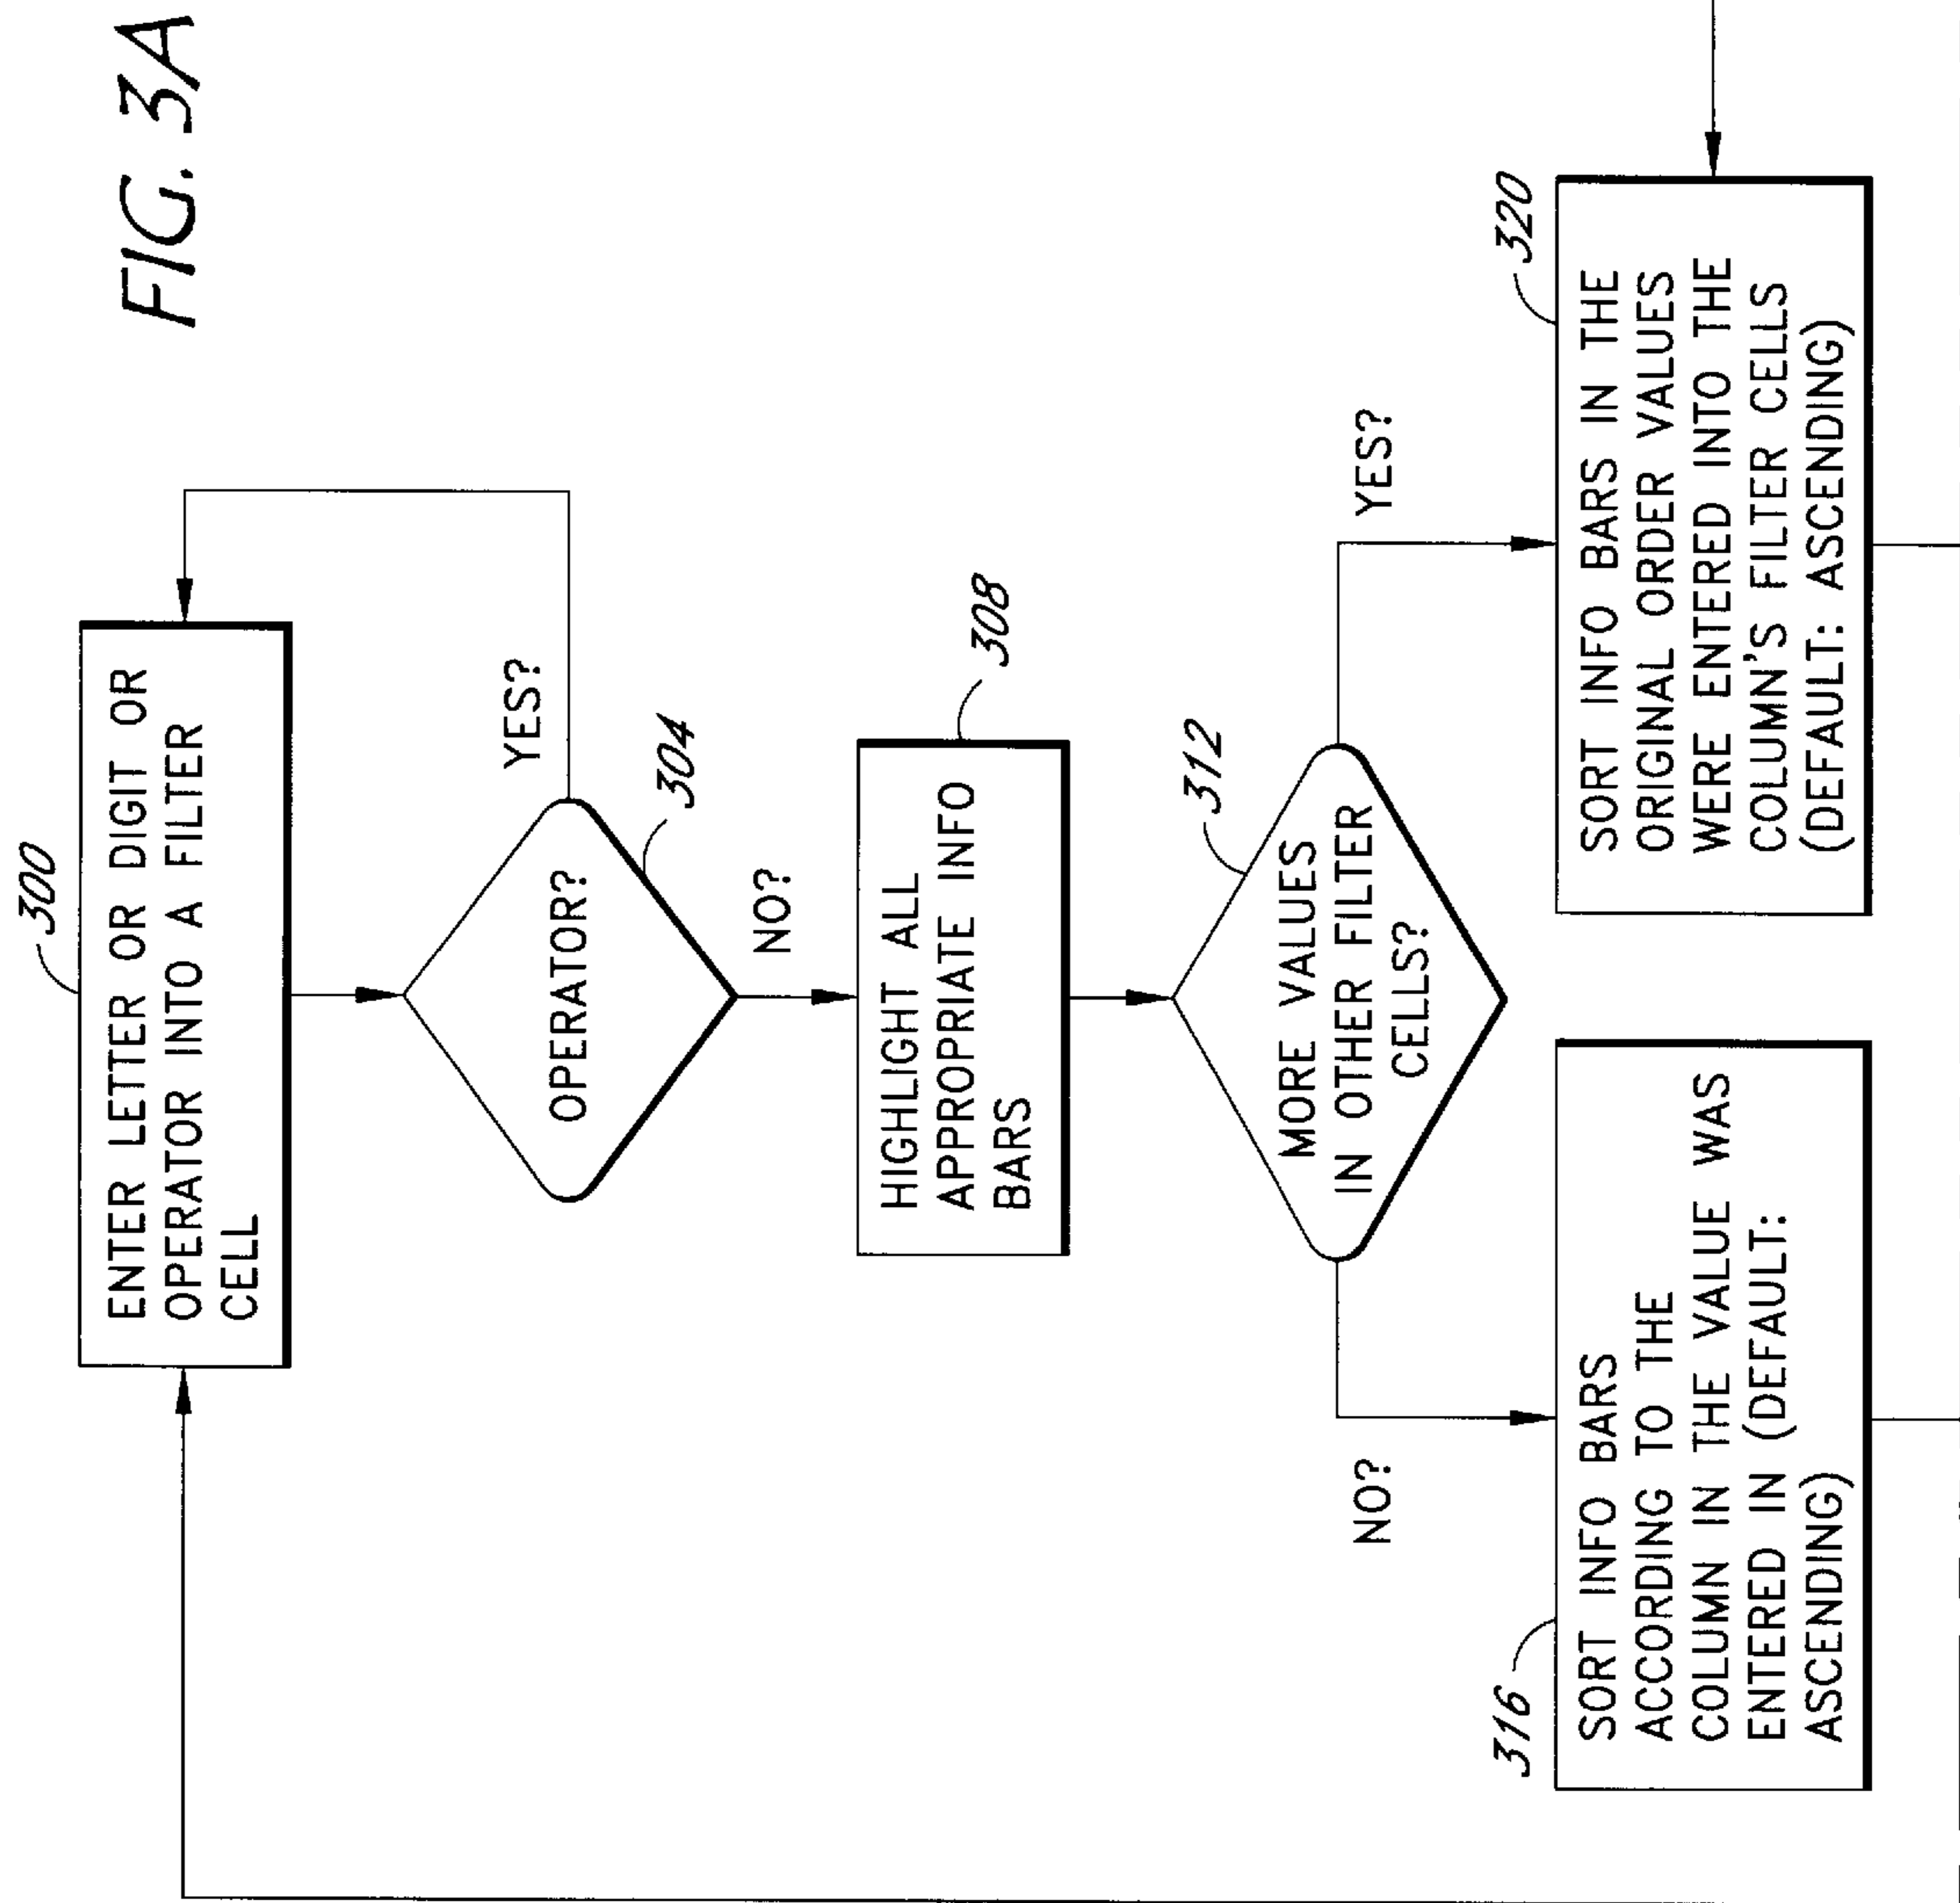 FIG. 3A
300
ENTER LETTER OR DIGIT OR
OPERATOR INTO A FILTER
CELL
YES?
OPERATOR?
304
NO?
308
HIGHLIGHT ALL
APPROPRIATE INFO
BARS
312
MORE VALUES
IN OTHER FILTER
CELLS?
NO?
YES?
316
SORT INFO BARS
ACCORDING TO THE
COLUMN IN THE VALUE WAS
ENTERED IN (DEFAULT:
ASCENDING)
320
SORT INFO BARS IN THE
ORIGINAL ORDER VALUES
WERE ENTERED INTO THE
COLUMN'S FILTER CELLS
(DEFAULT: ASCENDING)